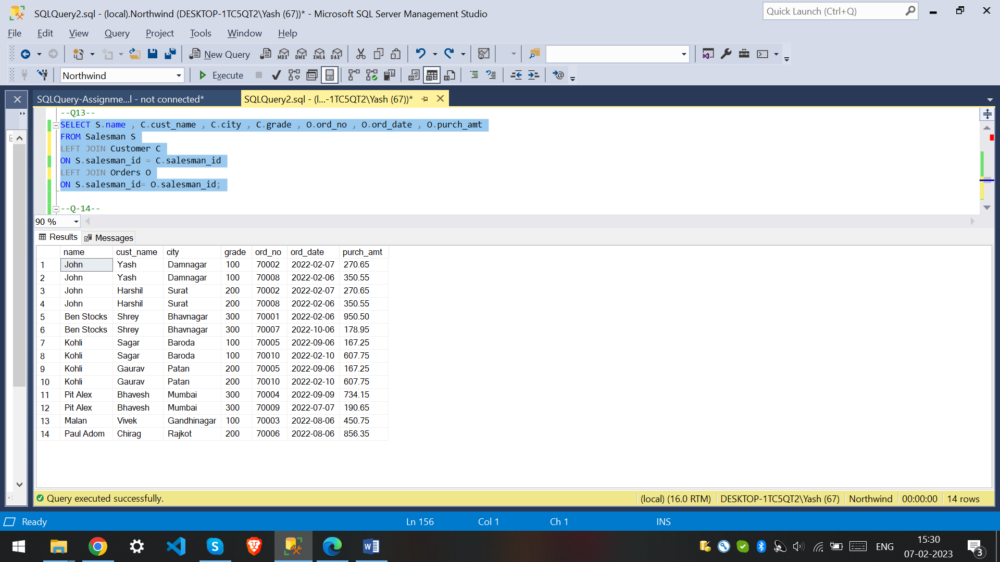 SQLQuery2.sql - (local).Northwind (DESKTOP-1TC5QT2\Yash (67))* - Microsoft SQL Server Management Studio
Quick Launch (Ctrl+Q)
File Edit View Query Project Tools Window Help
New Query MDX DMX XMLA DAX
Northwind Execute
SQLQuery-Assignme...l - not connected* SQLQuery2.sql - (l...-1TC5QT2\Yash (67))*
--Q13--
SELECT S.name , C.cust_name , C.city , C.grade , O.ord_no , O.ord_date , O.purch_amt
FROM Salesman S
LEFT JOIN Customer C
ON S.salesman_id = C.salesman_id
LEFT JOIN Orders O
ON S.salesman_id= O.salesman_id;
--Q-14--
90 %
Results Messages
name cust_name city grade ord_no ord_date purch_amt
1 John Yash Damnagar 100 70002 2022-02-07 270.65
2 John Yash Damnagar 100 70008 2022-02-06 350.55
3 John Harshil Surat 200 70002 2022-02-07 270.65
4 John Harshil Surat 200 70008 2022-02-06 350.55
5 Ben Stocks Shrey Bhavnagar 300 70001 2022-02-06 950.50
6 Ben Stocks Shrey Bhavnagar 300 70007 2022-10-06 178.95
7 Kohli Sagar Baroda 100 70005 2022-09-06 167.25
8 Kohli Sagar Baroda 100 70010 2022-02-10 607.75
9 Kohli Gaurav Patan 200 70005 2022-09-06 167.25
10 Kohli Gaurav Patan 200 70010 2022-02-10 607.75
11 Pit Alex Bhavesh Mumbai 300 70004 2022-09-09 734.15
12 Pit Alex Bhavesh Mumbai 300 70009 2022-07-07 190.65
13 Malan Vivek Gandhinagar 100 70003 2022-08-06 450.75
14 Paul Adom Chirag Rajkot 200 70006 2022-08-06 856.35
Query executed successfully. (local) (16.0 RTM) DESKTOP-1TC5QT2\Yash (67) Northwind 00:00:00 14 rows
Ready Ln 156 Col 1 Ch 1 INS
ENG 15:30
07-02-2023 3